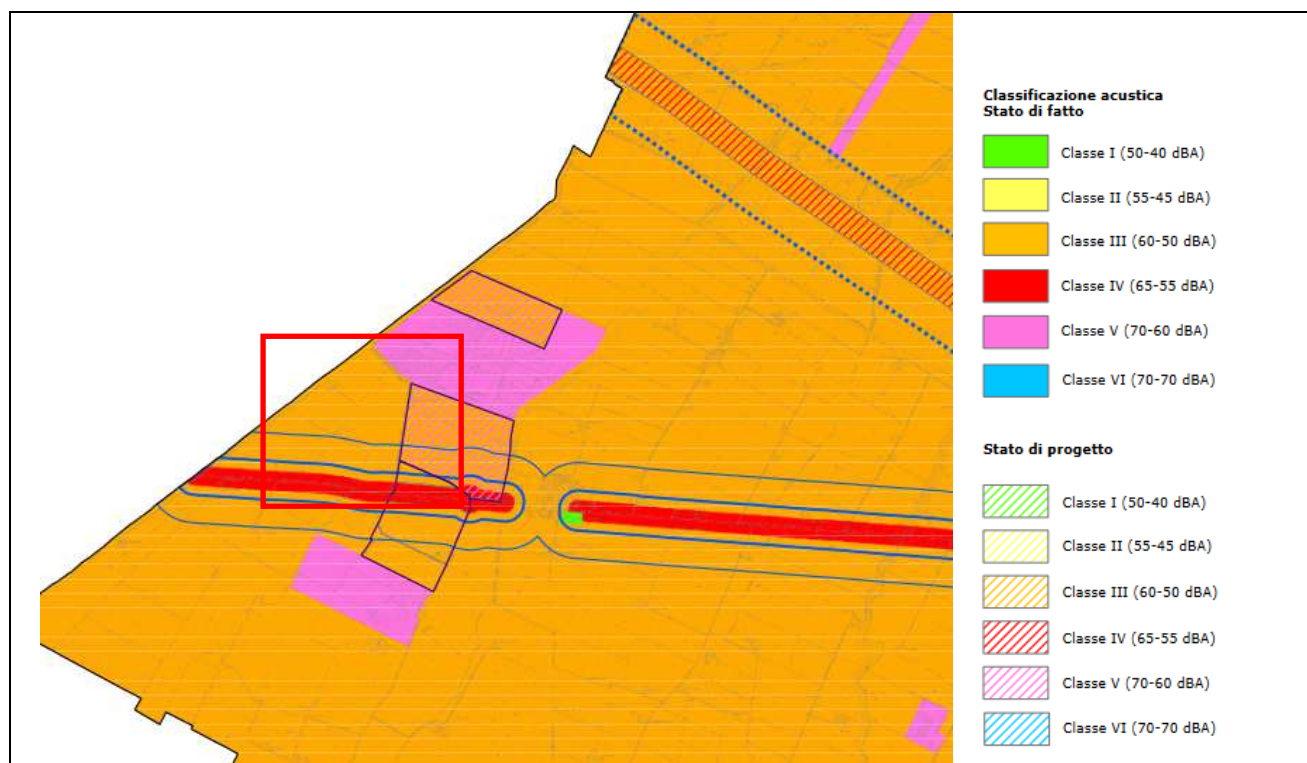 Classificazione acustica
Stato di fatto
Classe I (50-40 dBA)
Classe II (55-45 dBA)
Classe III (60-50 dBA)
Classe IV (65-55 dBA)
Classe V (70-60 dBA)
Classe VI (70-70 dBA)
Stato di progetto
Classe I (50-40 dBA)
Classe II (55-45 dBA)
Classe III (60-50 dBA)
Classe IV (65-55 dBA)
Classe V (70-60 dBA)
Classe VI (70-70 dBA)